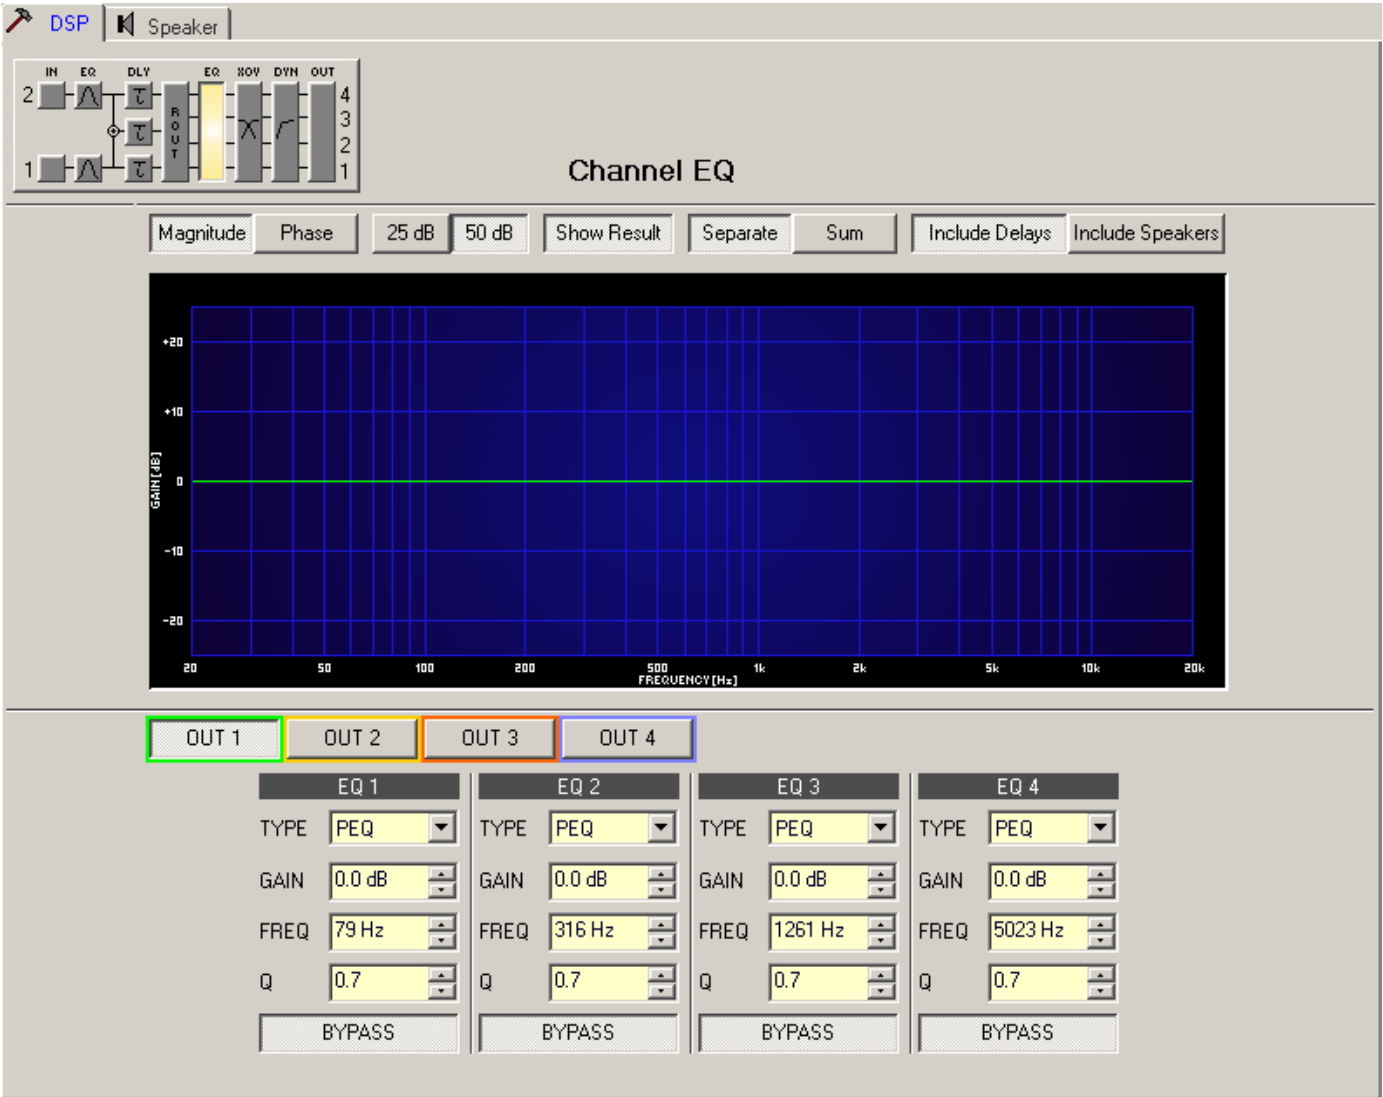 DSP Speaker
IN EQ DLY EQ XOV DYN OUT
2 4
3
ROUT
2
1 1
Channel EQ
Magnitude Phase 25 dB 50 dB Show Result Separate Sum Include Delays Include Speakers
+20
+10
GAIN[dB]
0
-10
-20
20 50 100 200 500 1k 2k 5k 10k 20k
FREQUENCY[Hz]
OUT 1 OUT 2 OUT 3 OUT 4
EQ 1 EQ 2 EQ 3 EQ 4
TYPE PEQ TYPE PEQ TYPE PEQ TYPE PEQ
GAIN 0.0 dB GAIN 0.0 dB GAIN 0.0 dB GAIN 0.0 dB
FREQ 79 Hz FREQ 316 Hz FREQ 1261 Hz FREQ 5023 Hz
Q 0.7 Q 0.7 Q 0.7 Q 0.7
BYPASS BYPASS BYPASS BYPASS